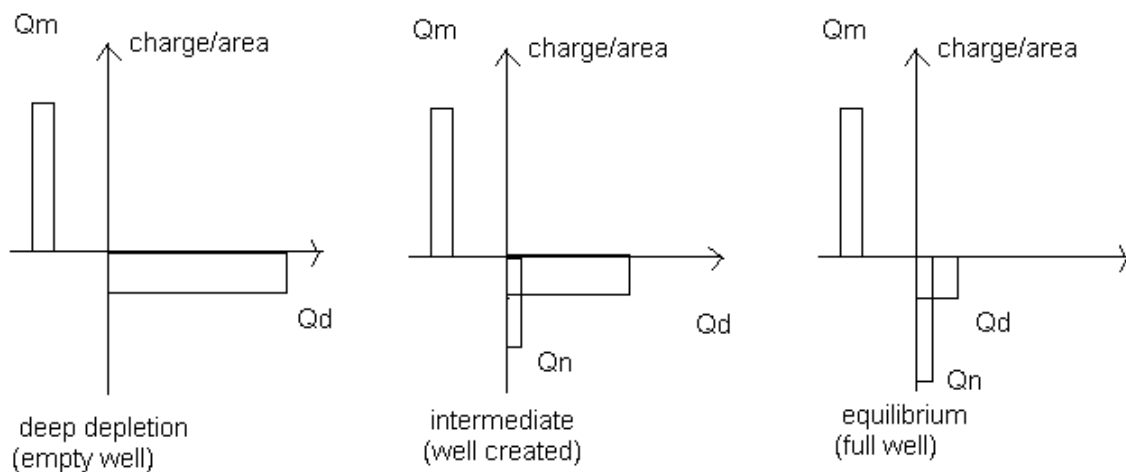 Qm
charge/area
Qd
deep depletion
(empty well)
Qm
charge/area
Qd
Qn
intermediate
(well created)
Qm
charge/area
Qd
Qn
equilibrium
(full well)